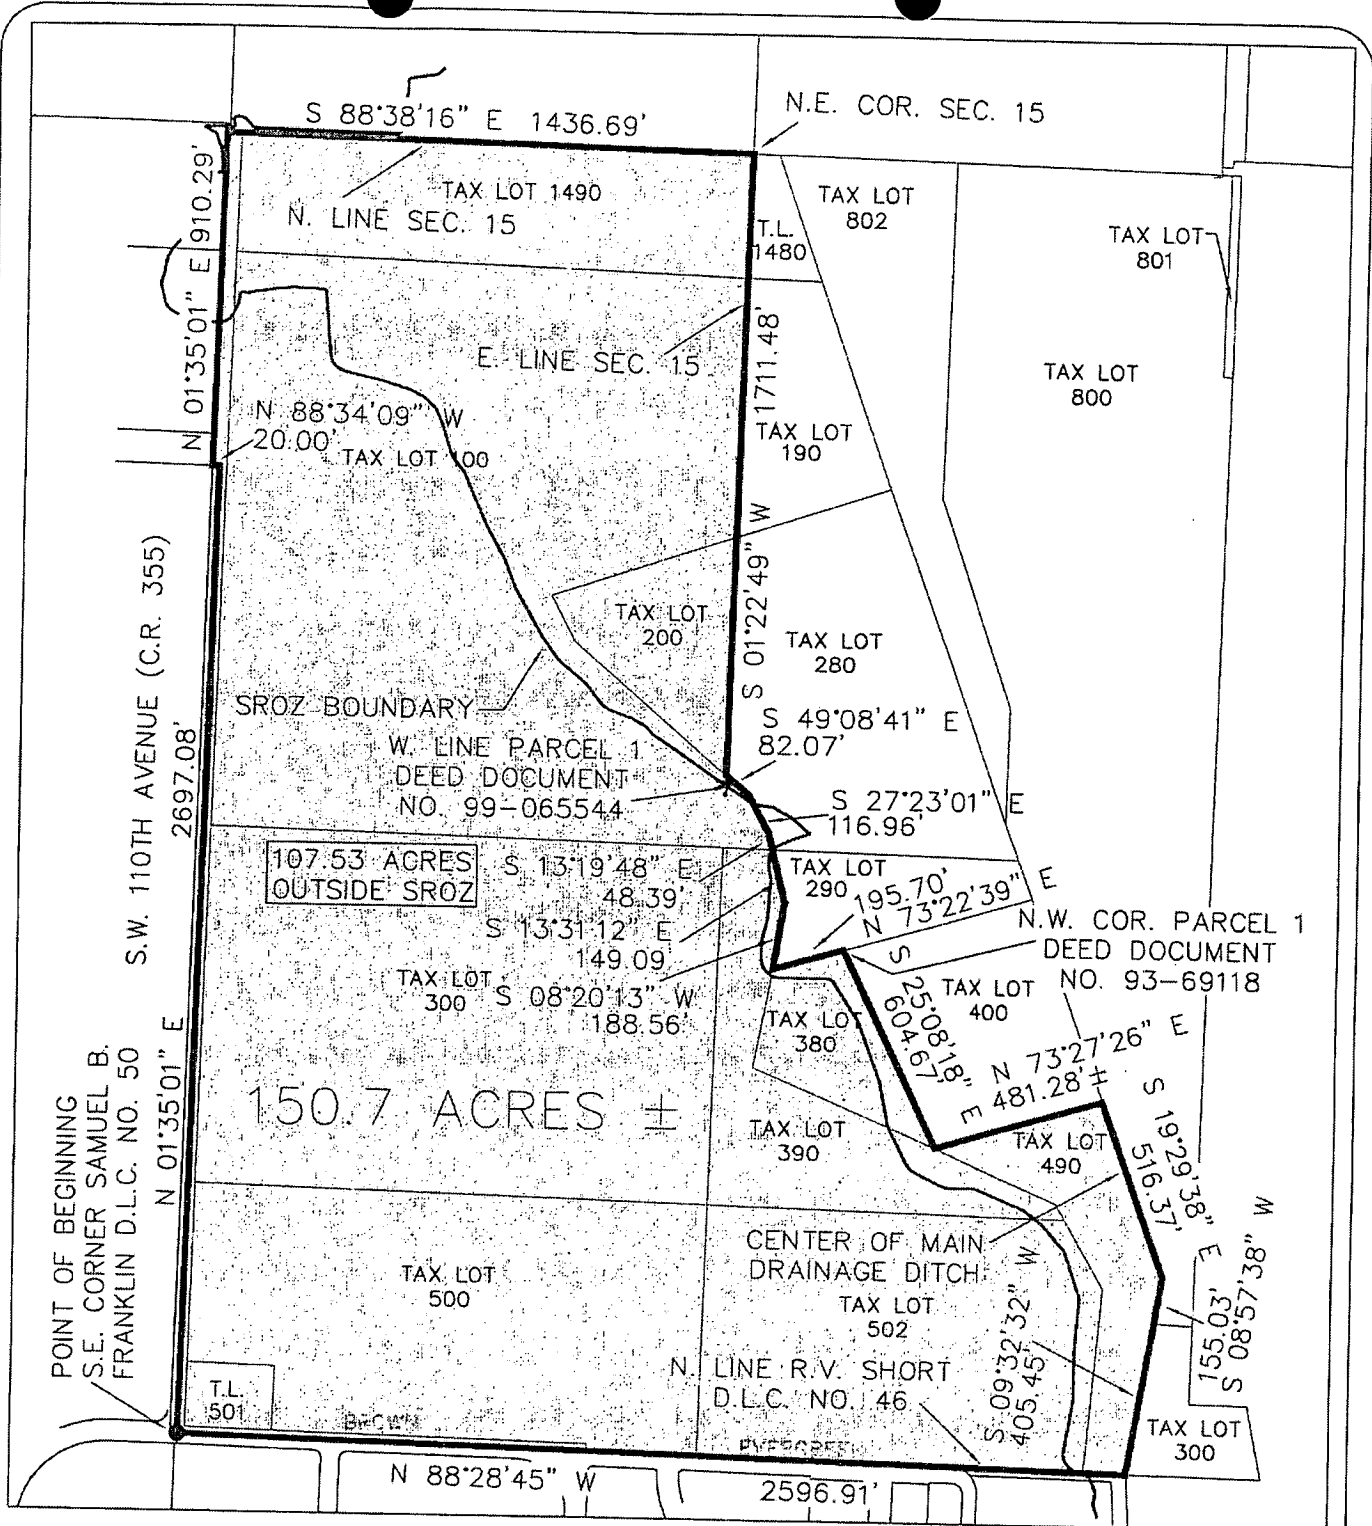 S 88°38'16" E 1436.69'
N.E. COR. SEC. 15
N 01°35'01" E 910.29'
TAX LOT 1490
N. LINE SEC. 15
TAX LOT
802
T.L.
1480
TAX LOT
801
E. LINE SEC. 15
S 01°22'49" W 1711.48'
TAX LOT
800
N 88°34'09" W
20.00'
TAX LOT 100
TAX LOT
190
TAX LOT
200
TAX LOT
280
SROZ BOUNDARY
S 49°08'41" E
82.07'
W. LINE PARCEL 1
DEED DOCUMENT
NO. 99-065544
S 27°23'01" E
116.96'
S.W. 110TH AVENUE (C.R. 355)
N 01°35'01" E 2697.08'
107.53 ACRES
OUTSIDE SROZ
S 13°19'48" E
48.39'
TAX LOT
290
195.70'
N 73°22'39" E
S 13°31'12" E
149.09
N.W. COR. PARCEL 1
DEED DOCUMENT
NO. 93-69118
TAX LOT
300
S 08°20'13" W
188.56'
TAX LOT
380
S 25°08'18" E
604.67'
TAX LOT
400
N 73°27'26" E
481.28'±
150.7 ACRES ±
TAX LOT
390
TAX LOT
490
S 19°29'38" E
516.37'
POINT OF BEGINNING
S.E. CORNER SAMUEL B.
FRANKLIN D.L.C. NO. 50
CENTER OF MAIN
DRAINAGE DITCH
TAX LOT
500
TAX LOT
502
155.03'
S 08°57'38" W
S 09°32'32" W
405.45'
N. LINE R.V. SHORT
D.L.C. NO. 46
T.L.
501
BROWN
EVERGREEN
TAX LOT
300
N 88°28'45" W 2596.91'